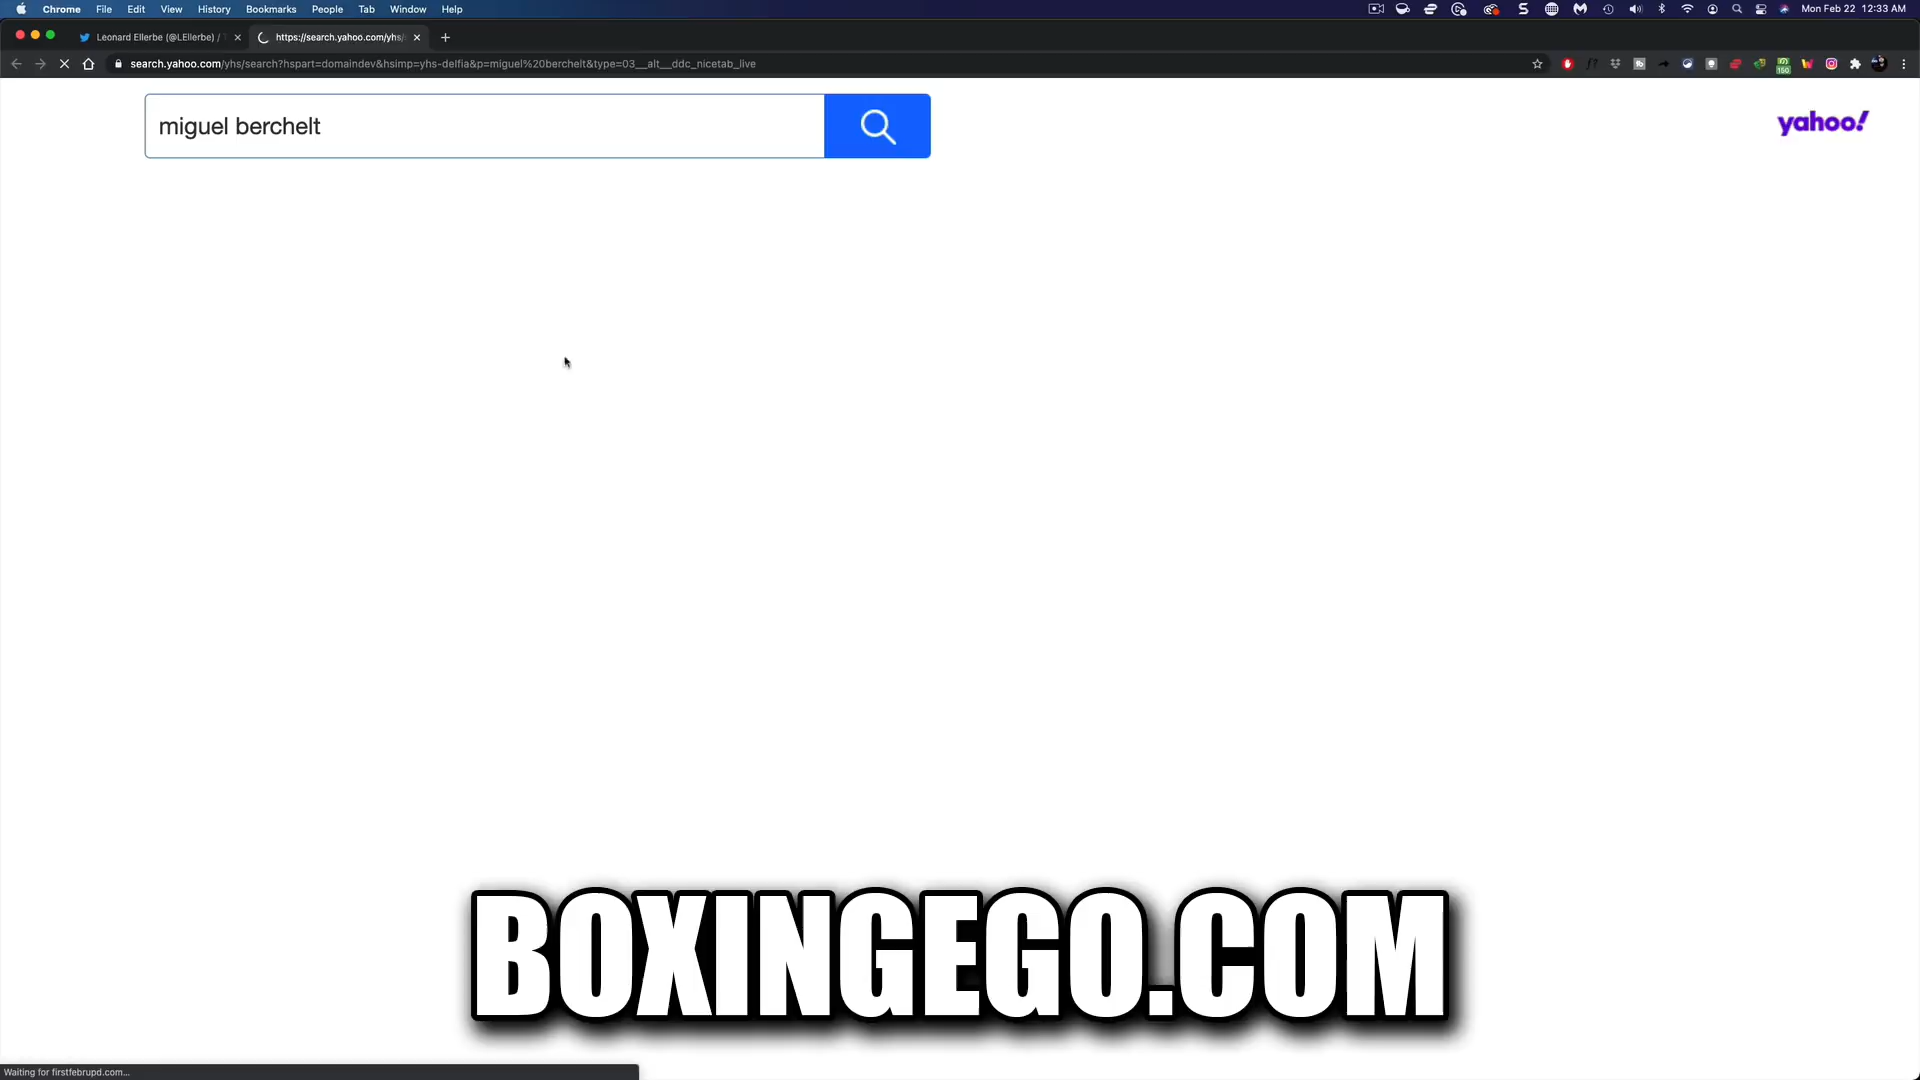 Chrome File Edit View History Bookmarks People Tab Window Help Mon Feb 22 12:33 AM
Leonard Ellerbe (@LEllerbe) / https://search.yahoo.com/yhs/
search.yahoo.com/yhs/search?hspart=domaindev&hsimp=yhs-delfia&p=miguel%20berchelt&type=03__alt__ddc_nicetab_live
150
miguel berchelt
yahoo!
BOXINGEGO.COM
Waiting for firstfebrupd.com...